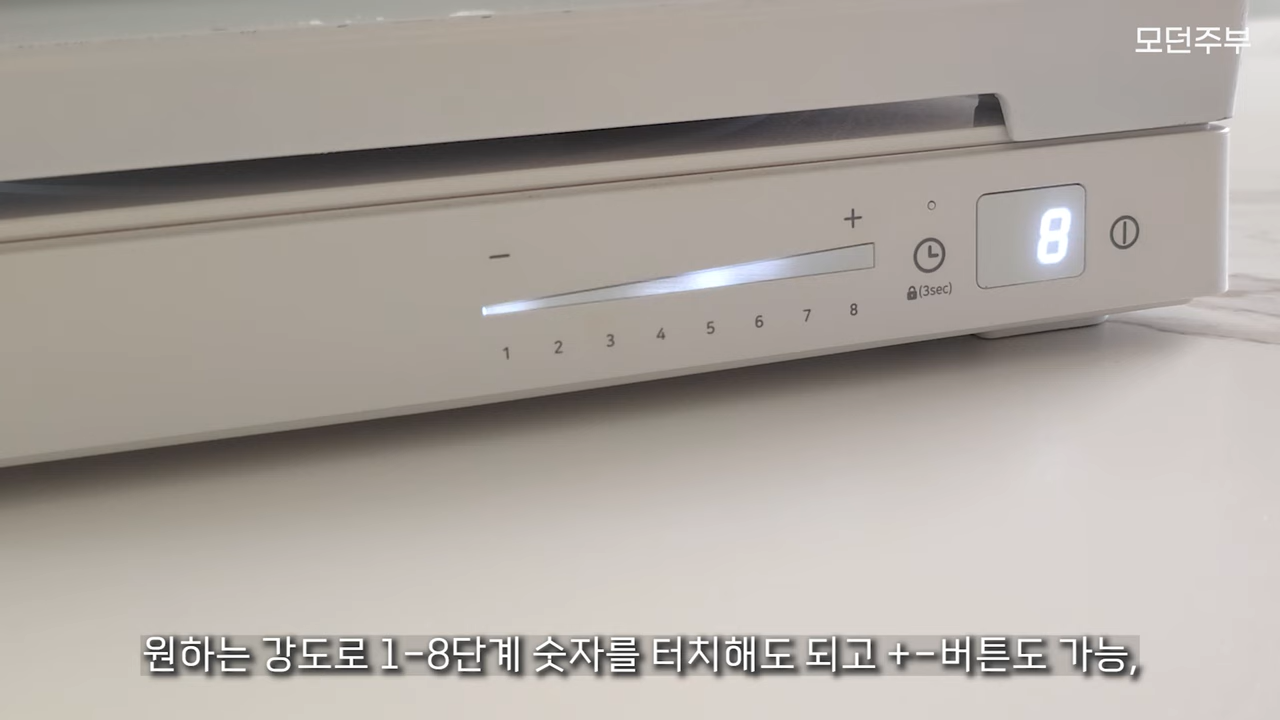 모던주부
− +
8
(3sec)
1 2 3 4 5 6 7 8
원하는 강도로 1-8단계 숫자를 터치해도 되고 +-버튼도 가능,